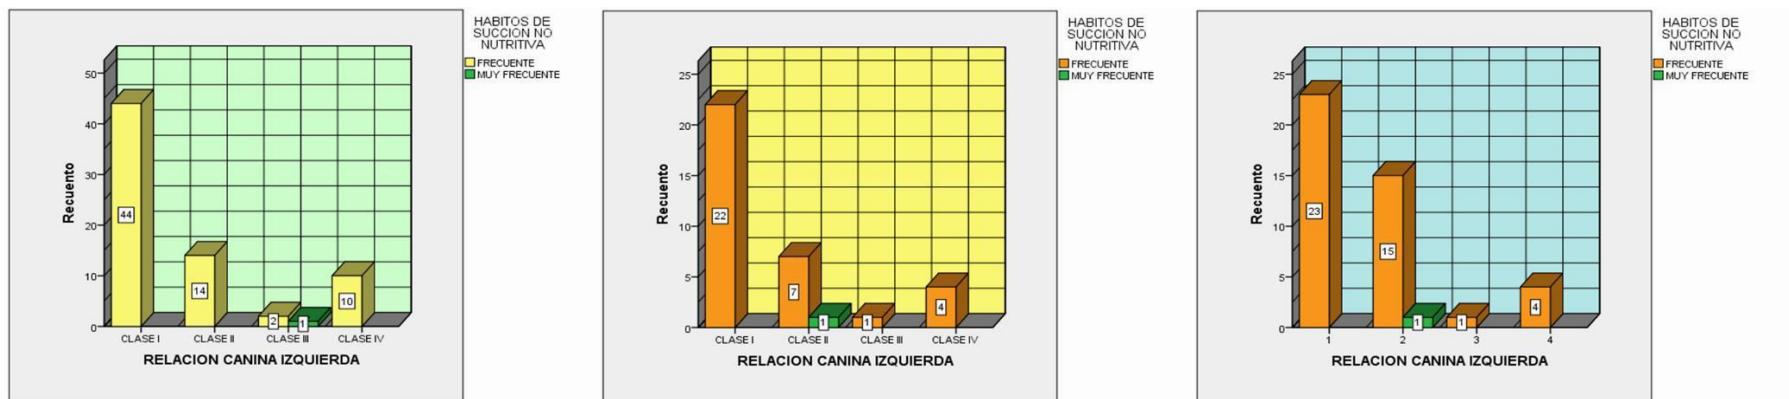 HABITOS DE
SUCCION NO
NUTRITIVA
FRECUENTE
MUY FRECUENTE
Recuento
50
40
30
20
10
0
44
14
2
1
10
CLASE I
CLASE II
CLASE III
CLASE IV
RELACION CANINA IZQUIERDA
HABITOS DE
SUCCION NO
NUTRITIVA
FRECUENTE
MUY FRECUENTE
Recuento
25
20
15
10
5
0
22
7
1
1
4
CLASE I
CLASE II
CLASE III
CLASE IV
RELACION CANINA IZQUIERDA
HABITOS DE
SUCCION NO
NUTRITIVA
FRECUENTE
MUY FRECUENTE
Recuento
25
20
15
10
5
0
23
15
1
1
4
1
2
3
4
RELACION CANINA IZQUIERDA